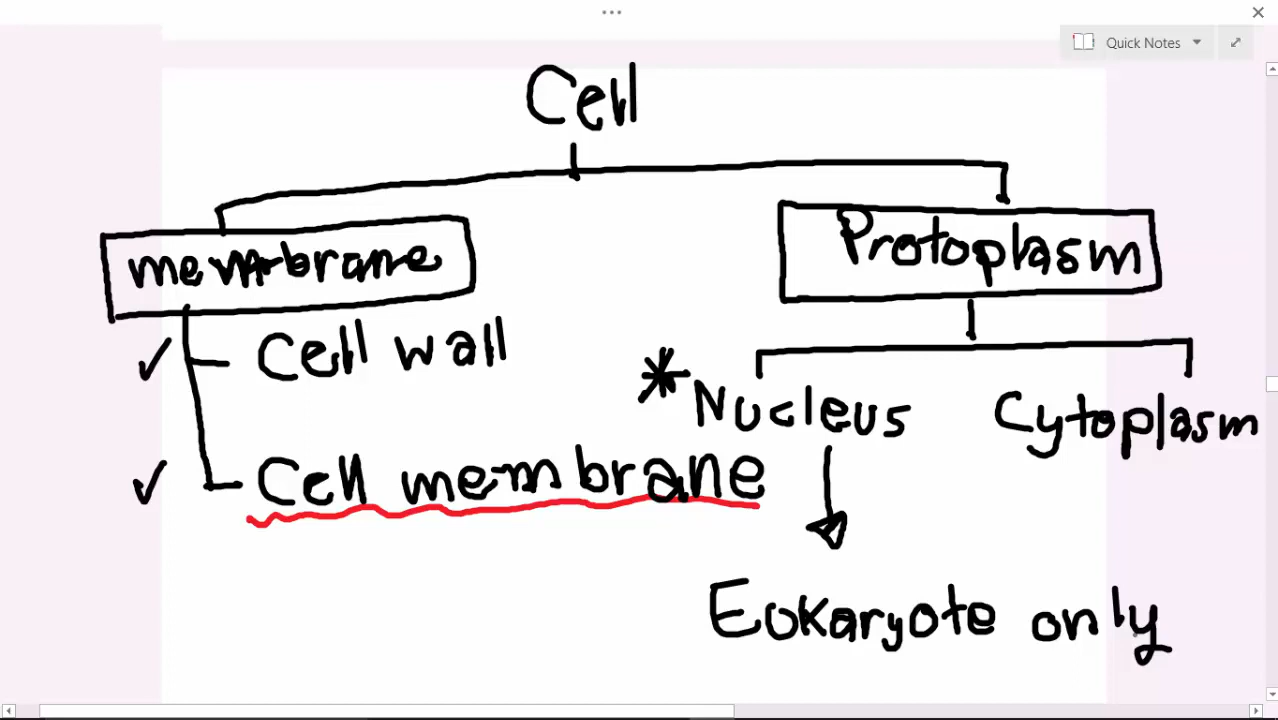 Quick Notes
Cell
membrane
Protoplasm
Cell wall
*Nucleus
Cytoplasm
Cell membrane
Eukaryote only